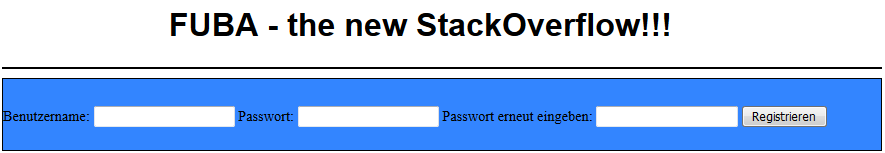 FUBA - the new StackOverflow!!!
Benutzername: Passwort: Passwort erneut eingeben: Registrieren